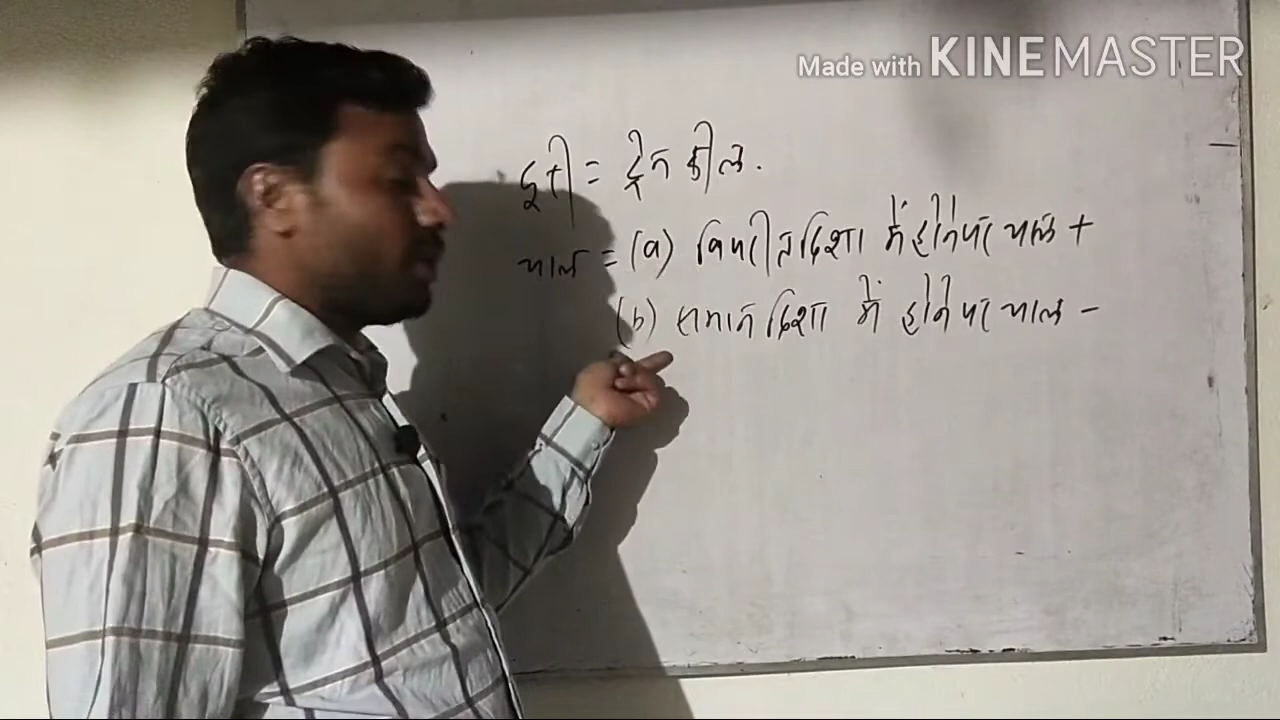 Made with KINEMASTER
दूरी = ट्रेन की ल.
चाल = (a) विपरीत दिशा में होने पर चाल +
(b) समान दिशा में होने पर चाल -